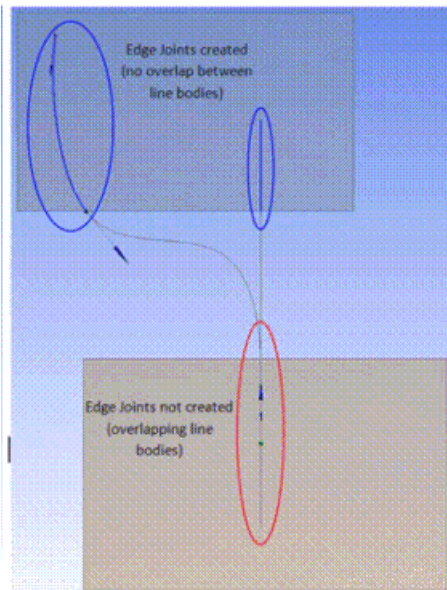 Edge Joints created
(no overlap between
line bodies)
Edge Joints not created
(overlapping line
bodies)